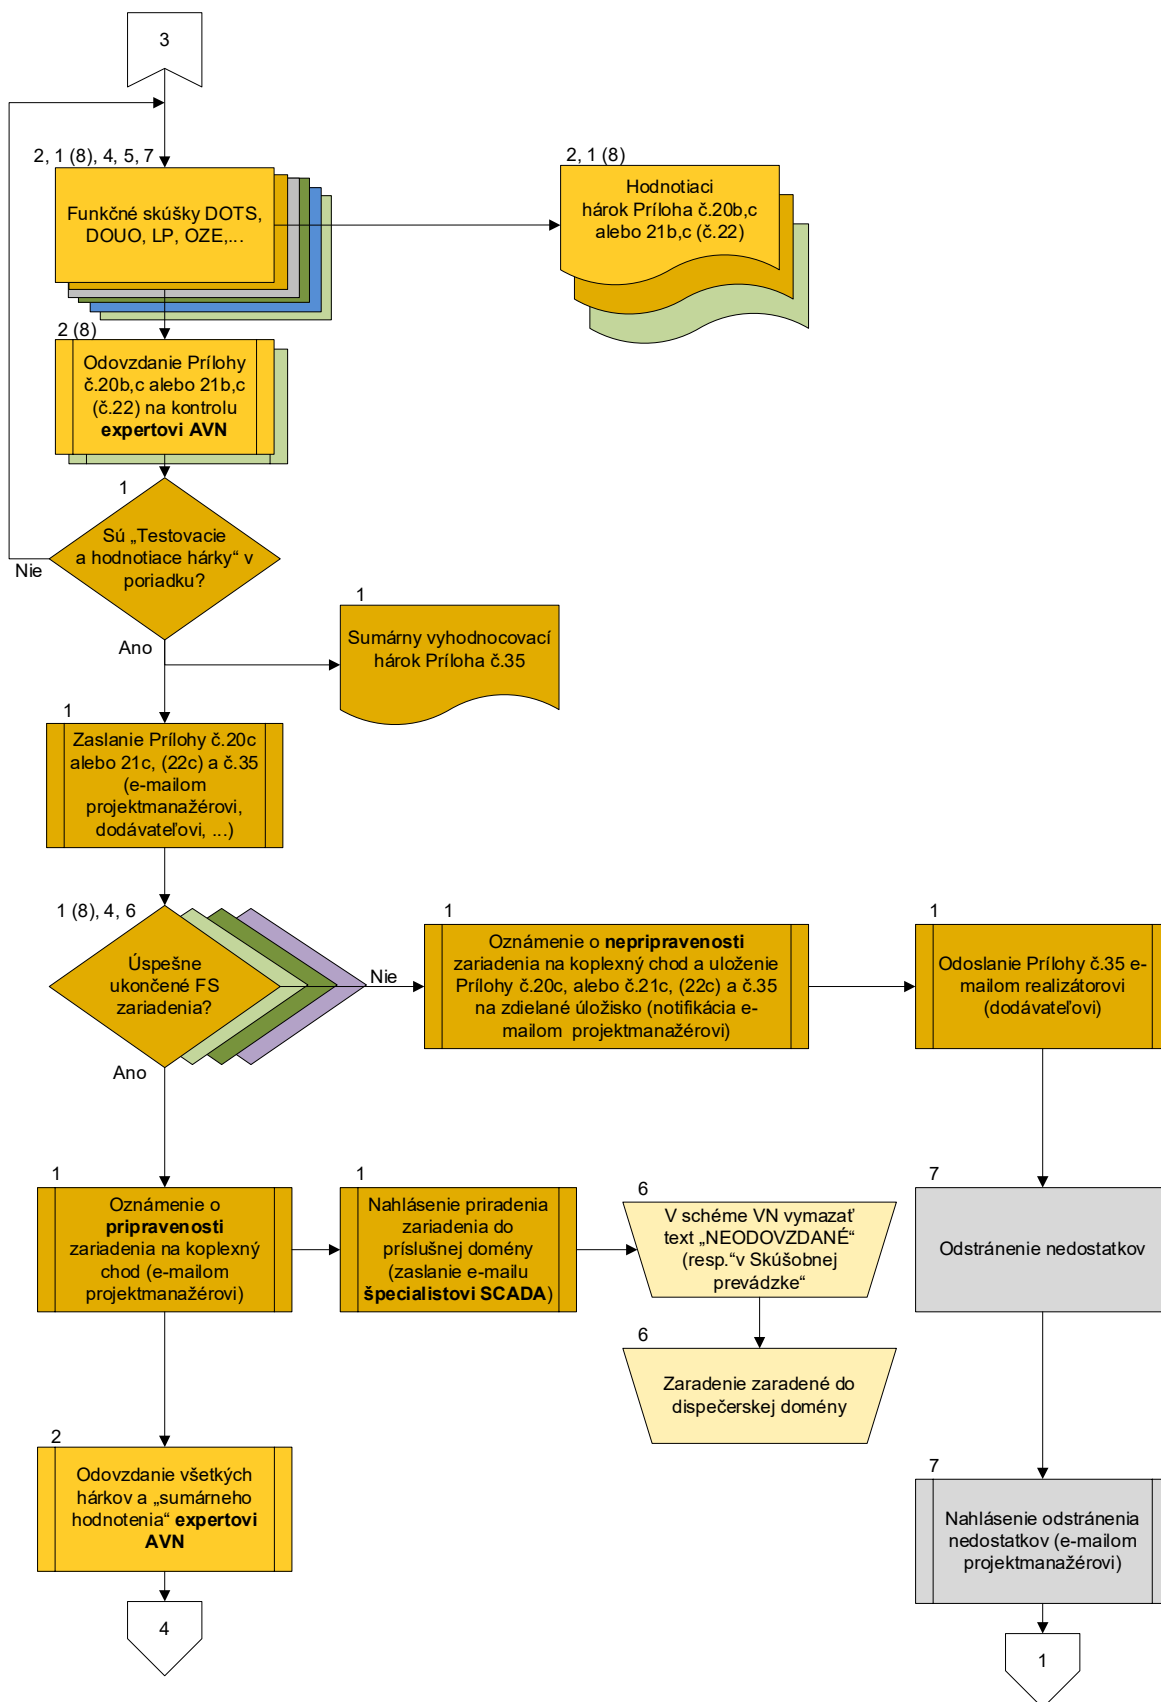 3
2, 1 (8), 4, 5, 7
Funkčné skúšky DOTS,
DOUO, LP, OZE,...
2, 1 (8)
Hodnotiaci
hárok Príloha č.20b,c
alebo 21b,c (č.22)
2 (8)
Odovzdanie Prílohy
č.20b,c alebo 21b,c
(č.22) na kontrolu
expertovi AVN
1
Sú „Testovacie
a hodnotiace hárky“ v
poriadku?
Nie
Ano
1
Sumárny vyhodnocovací
hárok Príloha č.35
1
Zaslanie Prílohy č.20c
alebo 21c, (22c) a č.35
(e-mailom
projektmanažérovi,
dodávateľovi, ...)
1 (8), 4, 6
Úspešne
ukončené FS
zariadenia?
Nie
Ano
1
Oznámenie o nepripravenosti
zariadenia na koplexný chod a uloženie
Prílohy č.20c, alebo č.21c, (22c) a č.35
na zdielané úložisko (notifikácia e-
mailom  projektmanažérovi)
1
Odoslanie Prílohy č.35 e-
mailom realizátorovi
(dodávateľovi)
1
Oznámenie o
pripravenosti
zariadenia na koplexný
chod (e-mailom
projektmanažérovi)
1
Nahlásenie priradenia
zariadenia do
príslušnej domény
(zaslanie e-mailu
špecialistovi SCADA)
6
V schéme VN vymazať
text „NEODOVZDANÉ“
(resp.“v Skúšobnej
prevádzke“
7
Odstránenie nedostatkov
6
Zaradenie zaradené do
dispečerskej domény
2
Odovzdanie všetkých
hárkov a „sumárneho
hodnotenia“ expertovi
AVN
7
Nahlásenie odstránenia
nedostatkov (e-mailom
projektmanažérovi)
4
1